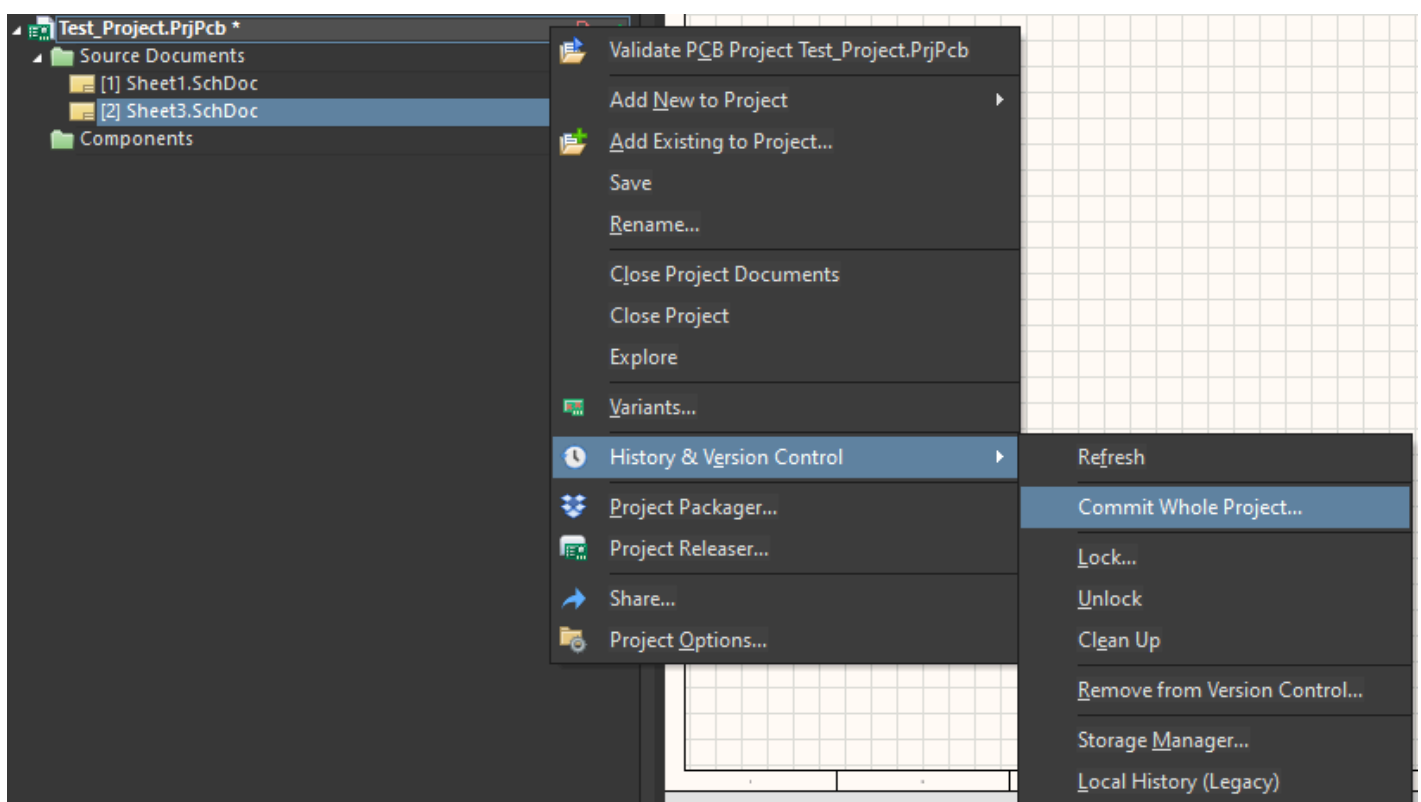 Test_Project.PrjPcb *
Source Documents
[1] Sheet1.SchDoc
[2] Sheet3.SchDoc
Components
Validate PCB Project Test_Project.PrjPcb
Add New to Project
Add Existing to Project...
Save
Rename...
Close Project Documents
Close Project
Explore
Variants...
History & Version Control
Project Packager...
Project Releaser...
Share...
Project Options...
Refresh
Commit Whole Project...
Lock...
Unlock
Clean Up
Remove from Version Control...
Storage Manager...
Local History (Legacy)